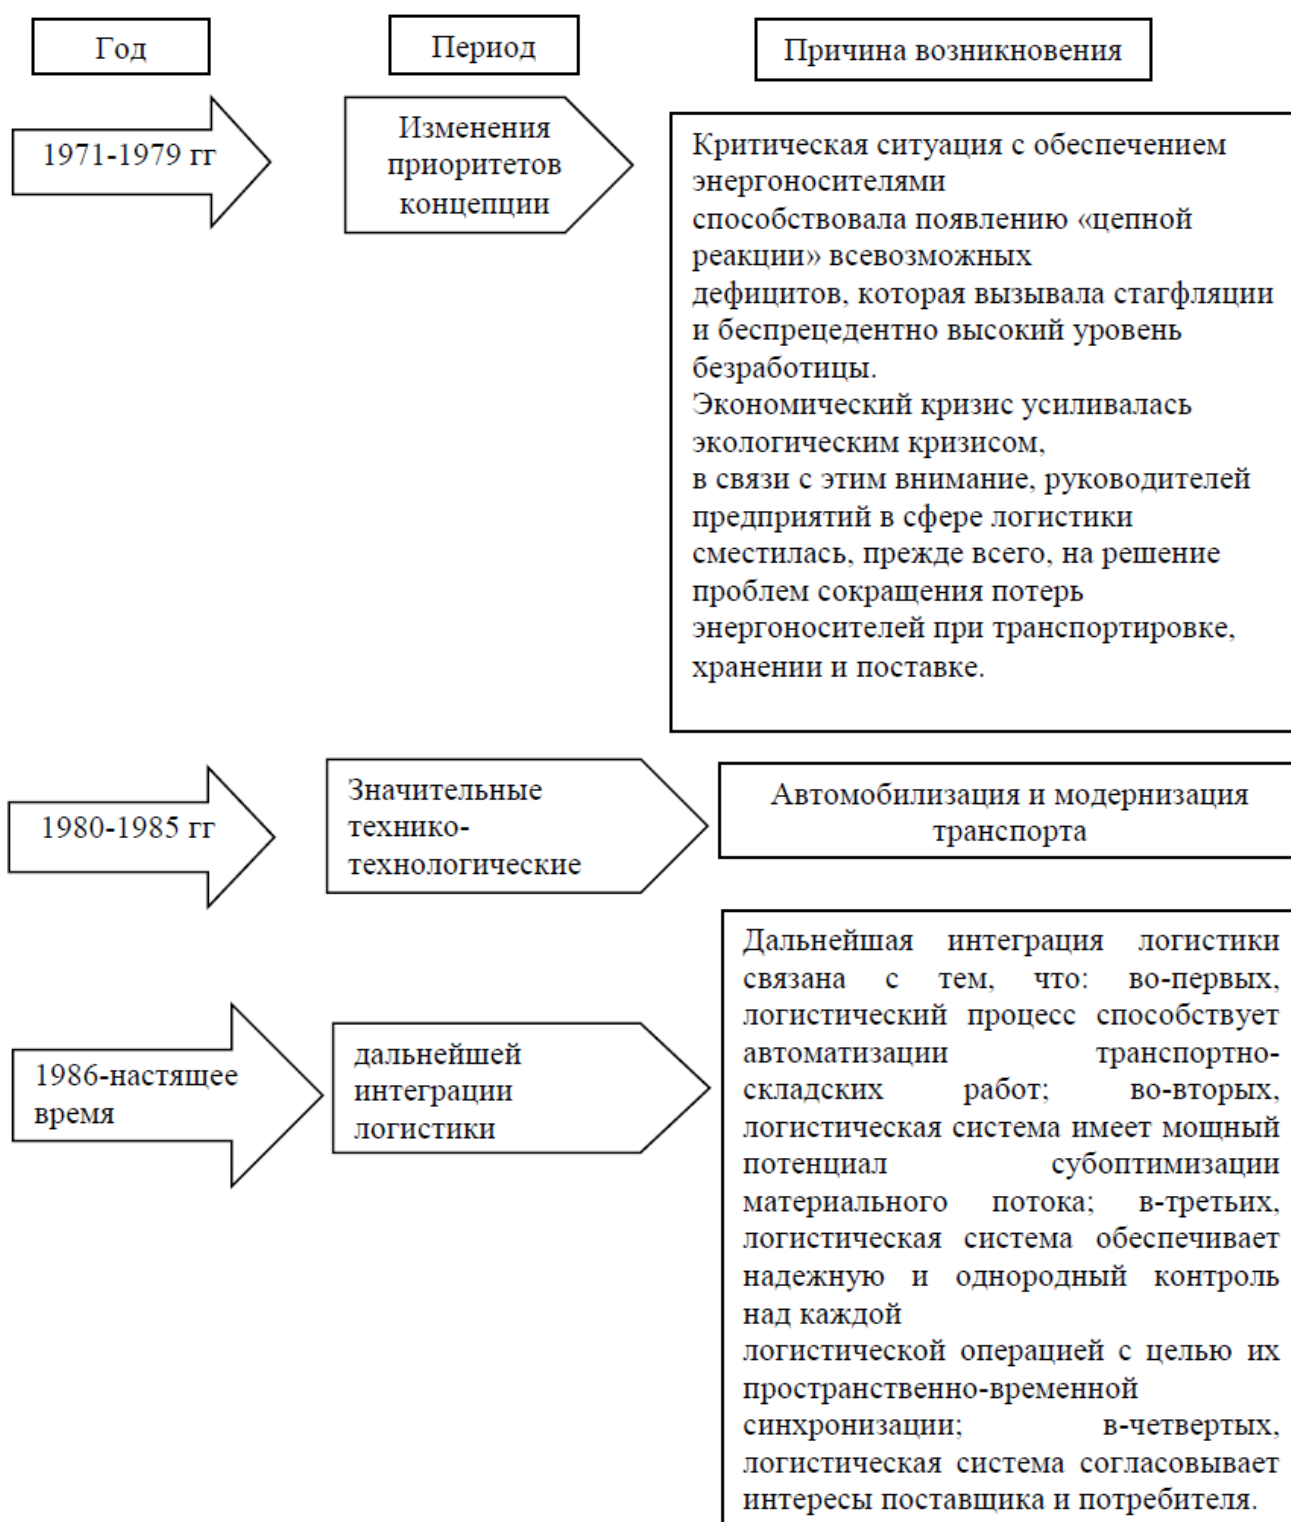 Год
Период
Причина возникновения
1971-1979 гг
Изменения
приоритетов
концепции
Критическая ситуация с обеспечением
энергоносителями
способствовала появлению «цепной
реакции» всевозможных
дефицитов, которая вызывала стагфляции
и беспрецедентно высокий уровень
безработицы.
Экономический кризис усиливалась
экологическим кризисом,
в связи с этим внимание, руководителей
предприятий в сфере логистики
сместилась, прежде всего, на решение
проблем сокращения потерь
энергоносителей при транспортировке,
хранении и поставке.
1980-1985 гг
Значительные
технико-
технологические
Автомобилизация и модернизация
транспорта
1986-настящее
время
дальнейшей
интеграции
логистики
Дальнейшая интеграция логистики
связана с тем, что: во-первых,
логистический процесс способствует
автоматизации транспортно-
складских работ; во-вторых,
логистическая система имеет мощный
потенциал субоптимизации
материального потока; в-третьих,
логистическая система обеспечивает
надежную и однородный контроль
над каждой
логистической операцией с целью их
пространственно-временной
синхронизации; в-четвертых,
логистическая система согласовывает
интересы поставщика и потребителя.